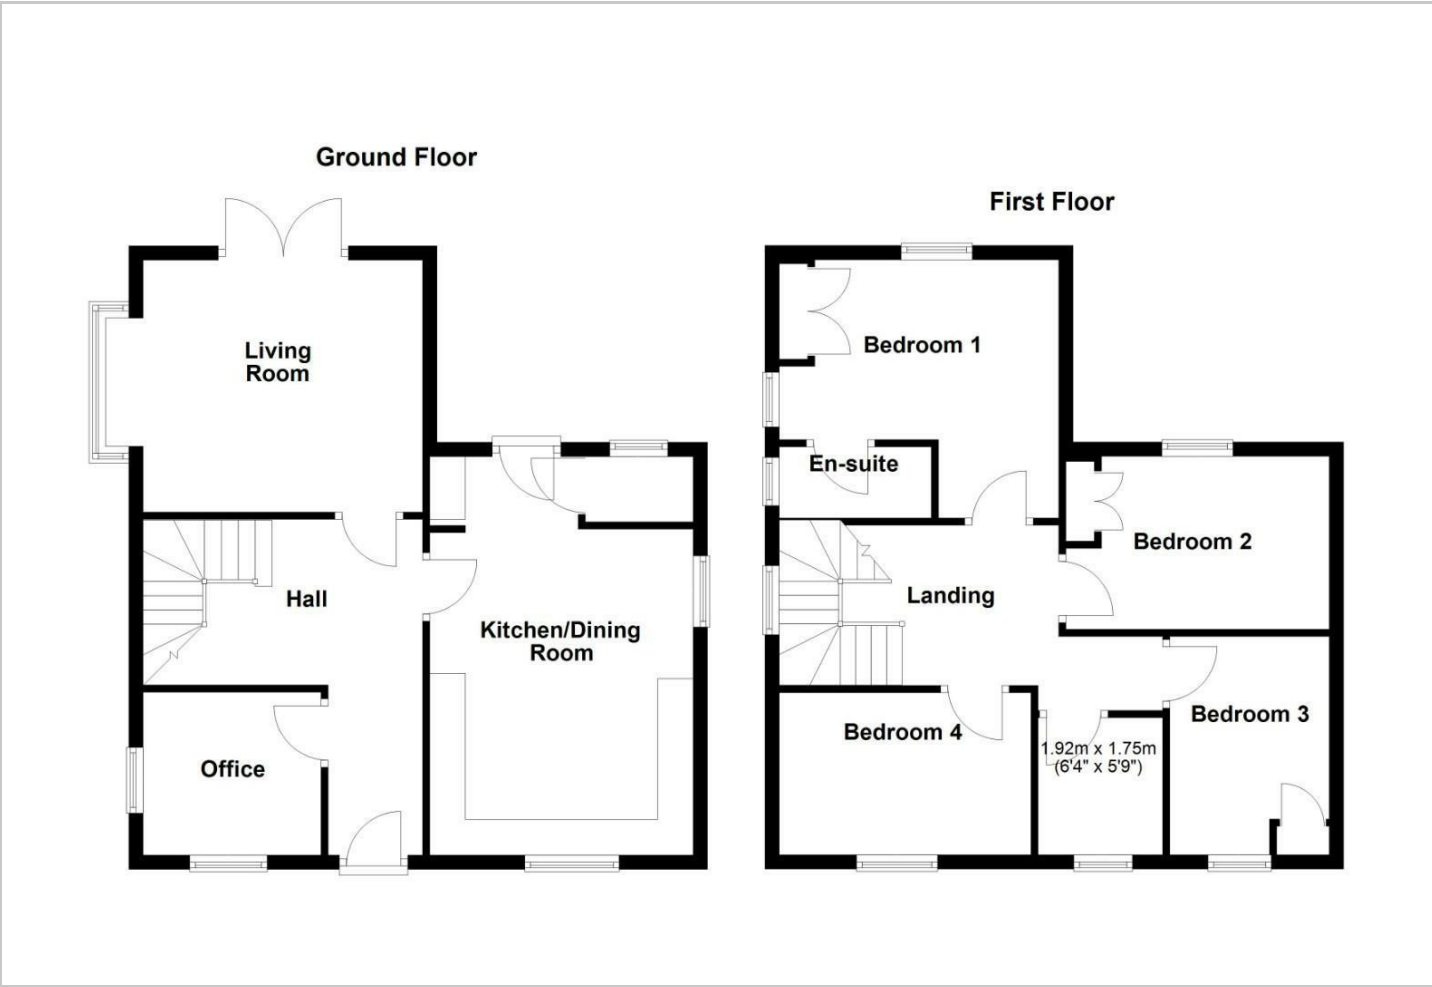 Ground Floor
Living
Room
Hall
Kitchen/Dining
Room
Office
First Floor
Bedroom 1
En-suite
Bedroom 2
Landing
Bedroom 3
Bedroom 4
1.92m x 1.75m
(6'4" x 5'9")